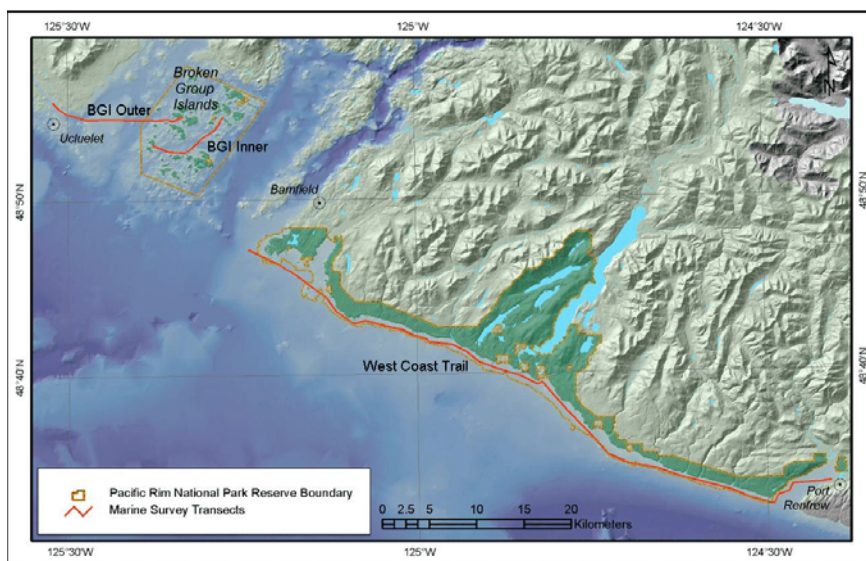 125°30'W 125°W 124°30'W
Broken
Group
Islands
BGI Outer
Ucluelet
BGI Inner
N
48°50'N
48°50'N
Bamfield
West Coast Trail
48°40'N
48°40'N
Port
Renfrew
Pacific Rim National Park Reserve Boundary
Marine Survey Transects
0 2.5 5 10 15 20
Kilometers
125°30'W 125°W 124°30'W